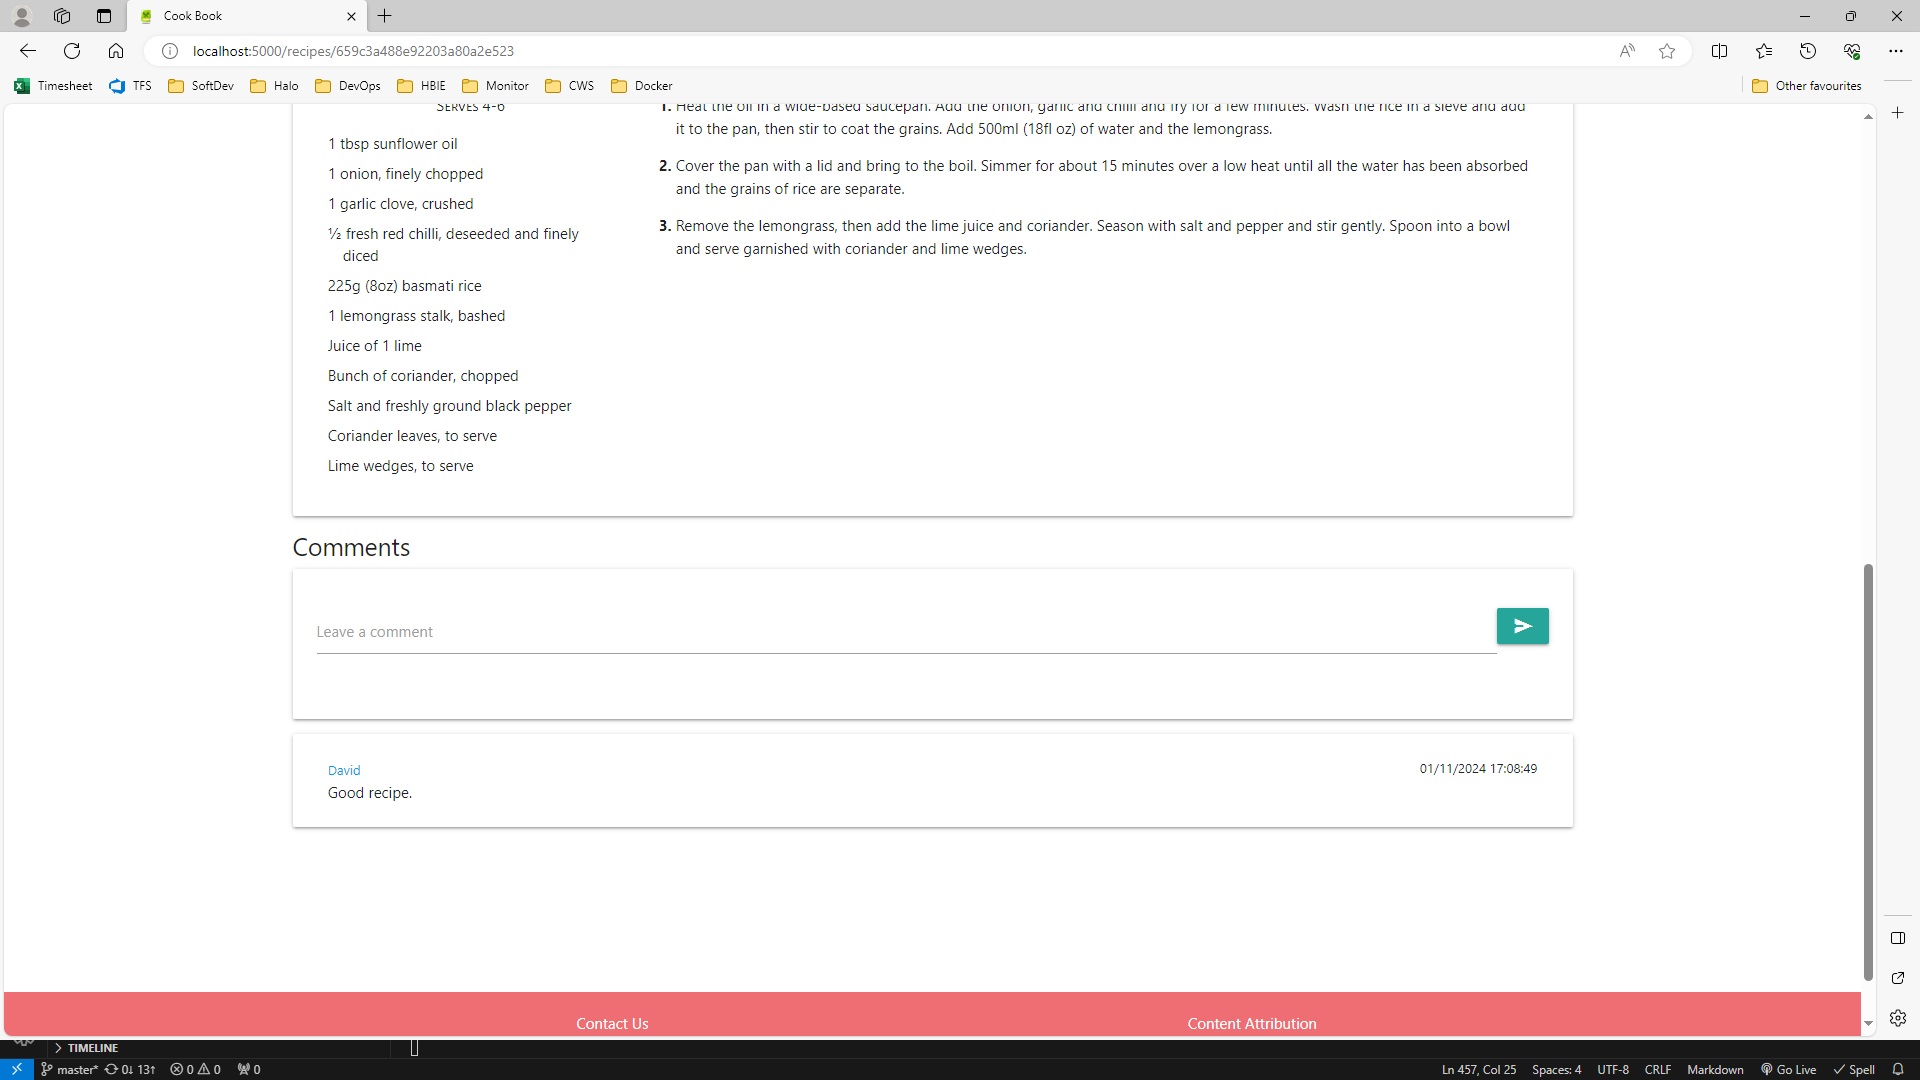 Cook Book
localhost:5000/recipes/659c3a488e92203a80a2e523
Timesheet TFS SoftDev Halo DevOps HBIE Monitor CWS Docker Other favourites
SERVES 4-6
1 tbsp sunflower oil
1 onion, finely chopped
1 garlic clove, crushed
½ fresh red chilli, deseeded and finely
diced
225g (8oz) basmati rice
1 lemongrass stalk, bashed
Juice of 1 lime
Bunch of coriander, chopped
Salt and freshly ground black pepper
Coriander leaves, to serve
Lime wedges, to serve
1. Heat the oil in a wide-based saucepan. Add the onion, garlic and chilli and fry for a few minutes. Wash the rice in a sieve and add
it to the pan, then stir to coat the grains. Add 500ml (18fl oz) of water and the lemongrass.
2. Cover the pan with a lid and bring to the boil. Simmer for about 15 minutes over a low heat until all the water has been absorbed
and the grains of rice are separate.
3. Remove the lemongrass, then add the lime juice and coriander. Season with salt and pepper and stir gently. Spoon into a bowl
and serve garnished with coriander and lime wedges.
Comments
Leave a comment
David 01/11/2024 17:08:49
Good recipe.
Contact Us Content Attribution
TIMELINE
master* 0↓ 13↑ 0 0 0 Ln 457, Col 25 Spaces: 4 UTF-8 CRLF Markdown Go Live Spell